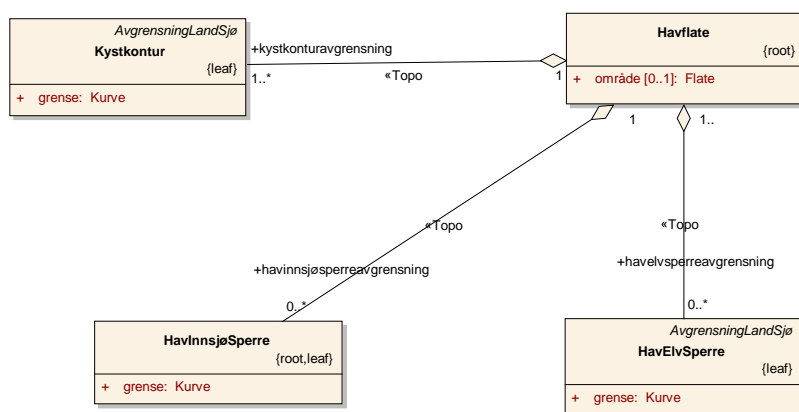 AvgrensningLandSjø
Kystkontur
{leaf}
+ grense: Kurve
+kystkonturavgrensning
1..*
«Topo
1
Havflate
{root}
+ område [0..1]: Flate
1
1..
«Topo
«Topo
+havinnsjøsperreavgrensning
+havelvsperreavgrensning
0..*
0..*
HavInnsjøSperre
{root,leaf}
+ grense: Kurve
AvgrensningLandSjø
HavElvSperre
{leaf}
+ grense: Kurve